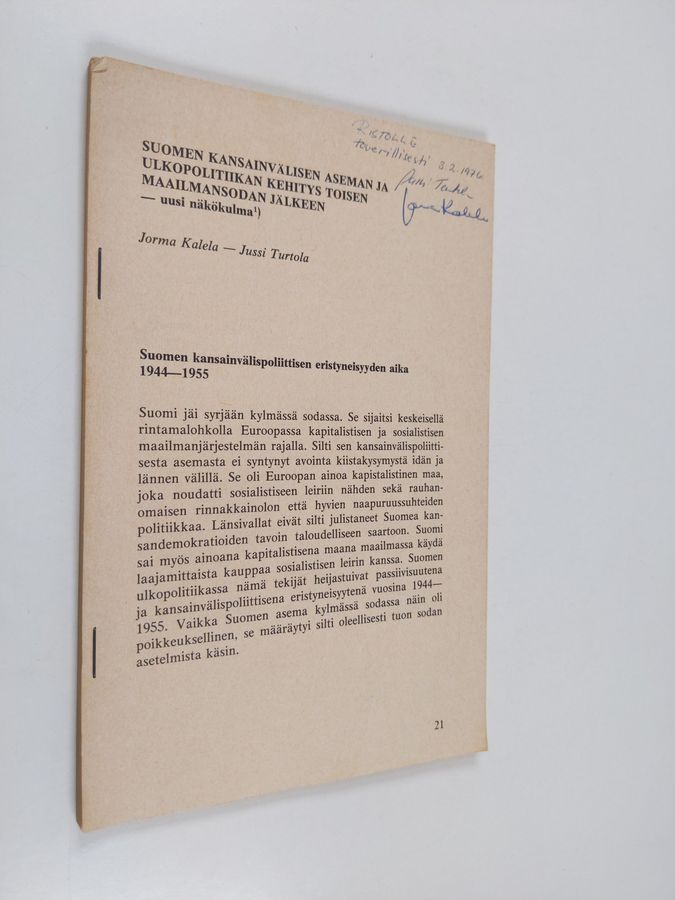 RISTOLLE
toverillisesti 3.2.1976
Jussi Turtola
Jorma Kalela
SUOMEN KANSAINVÄLISEN ASEMAN JA
ULKOPOLITIIKAN KEHITYS TOISEN
MAAILMANSODAN JÄLKEEN
— uusi näkökulma¹)
Jorma Kalela — Jussi Turtola
Suomen kansainvälispoliittisen eristyneisyyden aika
1944—1955
Suomi jäi syrjään kylmässä sodassa. Se sijaitsi keskeisellä
rintamalohkolla Euroopassa kapitalistisen ja sosialistisen
maailmanjärjestelmän rajalla. Silti sen kansainvälispoliitti-
sesta asemasta ei syntynyt avointa kiistakysymystä idän ja
lännen välillä. Se oli Euroopan ainoa kapistalistinen maa,
joka noudatti sosialistiseen leiriin nähden sekä rauhan-
omaisen rinnakkainolon että hyvien naapuruussuhteiden
politiikkaa. Länsivallat eivät silti julistaneet Suomea kan-
sandemokratioiden tavoin taloudelliseen saartoon. Suomi
sai myös ainoana kapitalistisena maana maailmassa käydä
laajamittaista kauppaa sosialistisen leirin kanssa. Suomen
ulkopolitiikassa nämä tekijät heijastuivat passiivisuutena
ja kansainvälispoliittisena eristyneisyytenä vuosina 1944—
1955. Vaikka Suomen asema kylmässä sodassa näin oli
poikkeuksellinen, se määräytyi silti oleellisesti tuon sodan
asetelmista käsin.
21